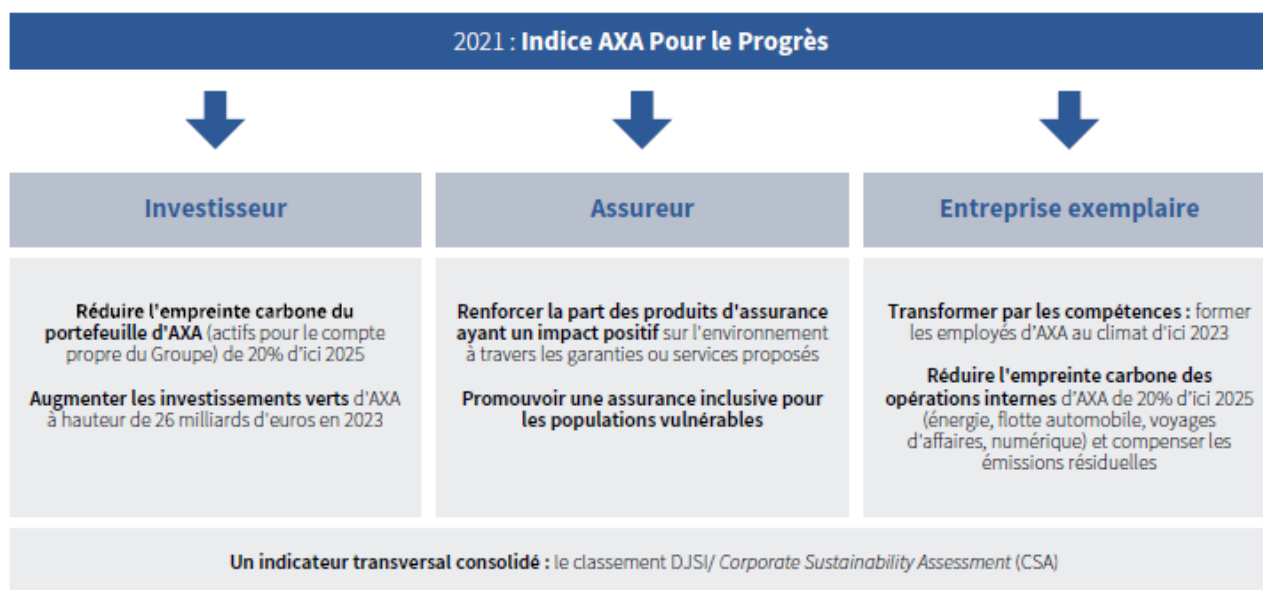 2021 : Indice AXA Pour le Progrès
Investisseur
Réduire l'empreinte carbone du
portefeuille d'AXA (actifs pour le compte
propre du Groupe) de 20% d'ici 2025
Augmenter les investissements verts d'AXA
à hauteur de 26 milliards d'euros en 2023
Assureur
Renforcer la part des produits d'assurance
ayant un impact positif sur l'environnement
à travers les garanties ou services proposés
Promouvoir une assurance inclusive pour
les populations vulnérables
Entreprise exemplaire
Transformer par les compétences : former
les employés d'AXA au climat d'ici 2023
Réduire l'empreinte carbone des
opérations internes d'AXA de 20% d'ici 2025
(énergie, flotte automobile, voyages
d'affaires, numérique) et compenser les
émissions résiduelles
Un indicateur transversal consolidé : le classement DJSI/ Corporate Sustainability Assessment (CSA)